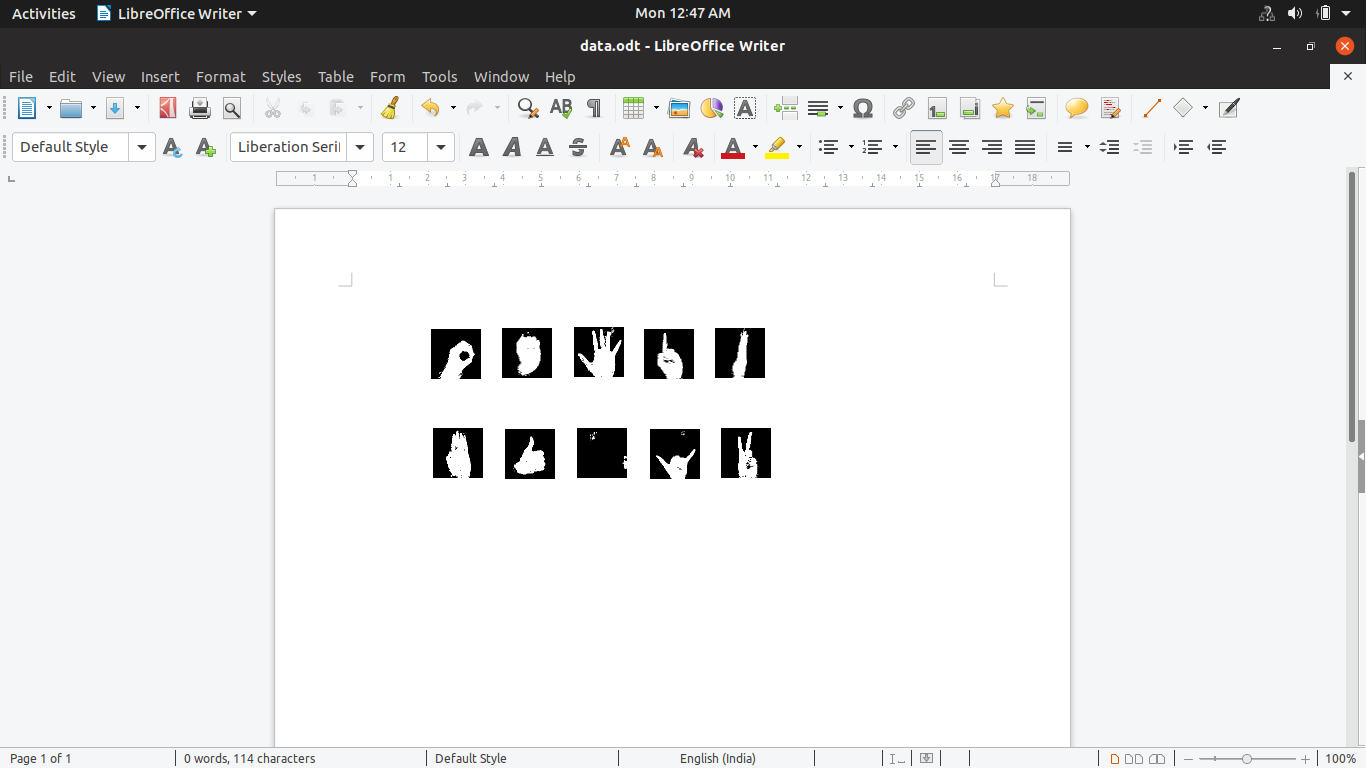 Activities LibreOffice Writer Mon 12:47 AM
data.odt - LibreOffice Writer
File Edit View Insert Format Styles Table Form Tools Window Help
Default Style Liberation Seri 12
1 1 2 3 4 5 6 7 8 9 10 11 12 13 14 15 16 17 18
Page 1 of 1 0 words, 114 characters Default Style English (India) 100%